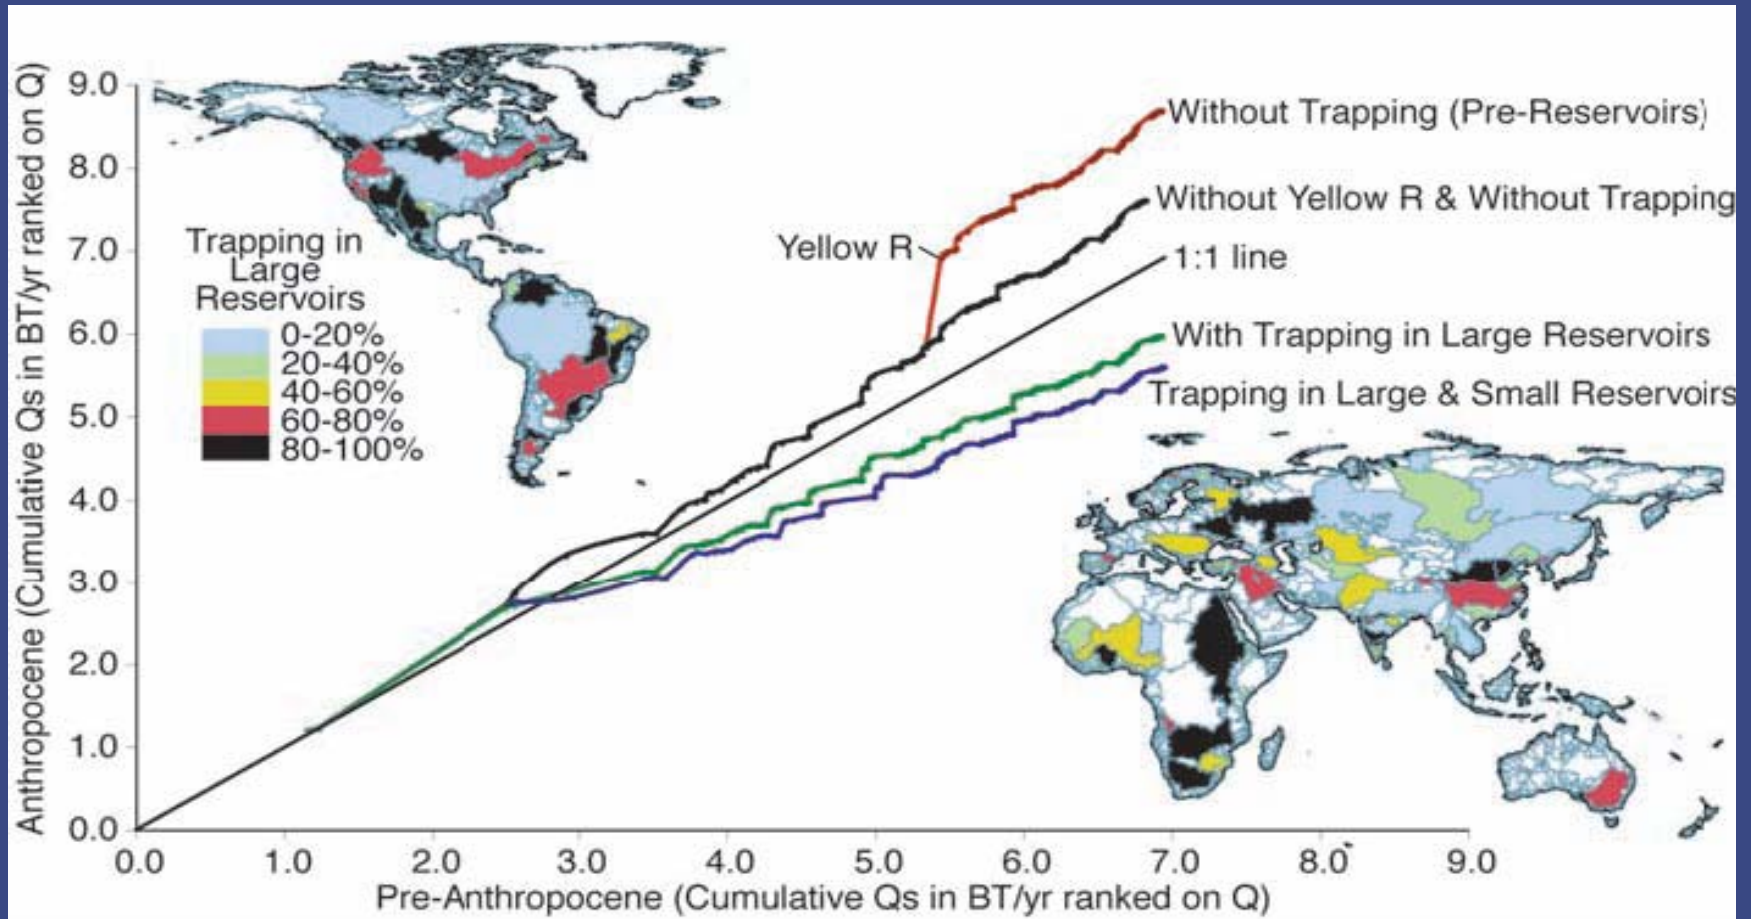 Anthropocene (Cumulative Qs in BT/yr ranked on Q)
9.0
8.0
7.0
6.0
5.0
4.0
3.0
2.0
1.0
0.0
Trapping in
Large
Reservoirs
0-20%
20-40%
40-60%
60-80%
80-100%
Without Trapping (Pre-Reservoirs)
Without Yellow R & Without Trapping
Yellow R
1:1 line
With Trapping in Large Reservoirs
Trapping in Large & Small Reservoirs
0.0 1.0 2.0 3.0 4.0 5.0 6.0 7.0 8.0 9.0
Pre-Anthropocene (Cumulative Qs in BT/yr ranked on Q)